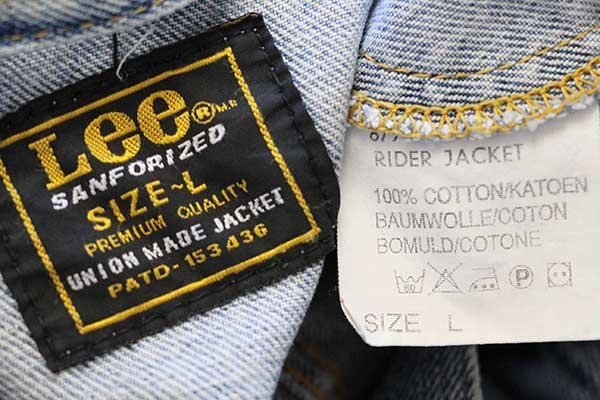 Lee® M.R.
SANFORIZED
SIZE-L
PREMIUM QUALITY
UNION MADE JACKET
PATD-153436
RIDER JACKET
100% COTTON/KATOEN
BAUMWOLLE/COTON
BOMULD/COTONE
P
SIZE L